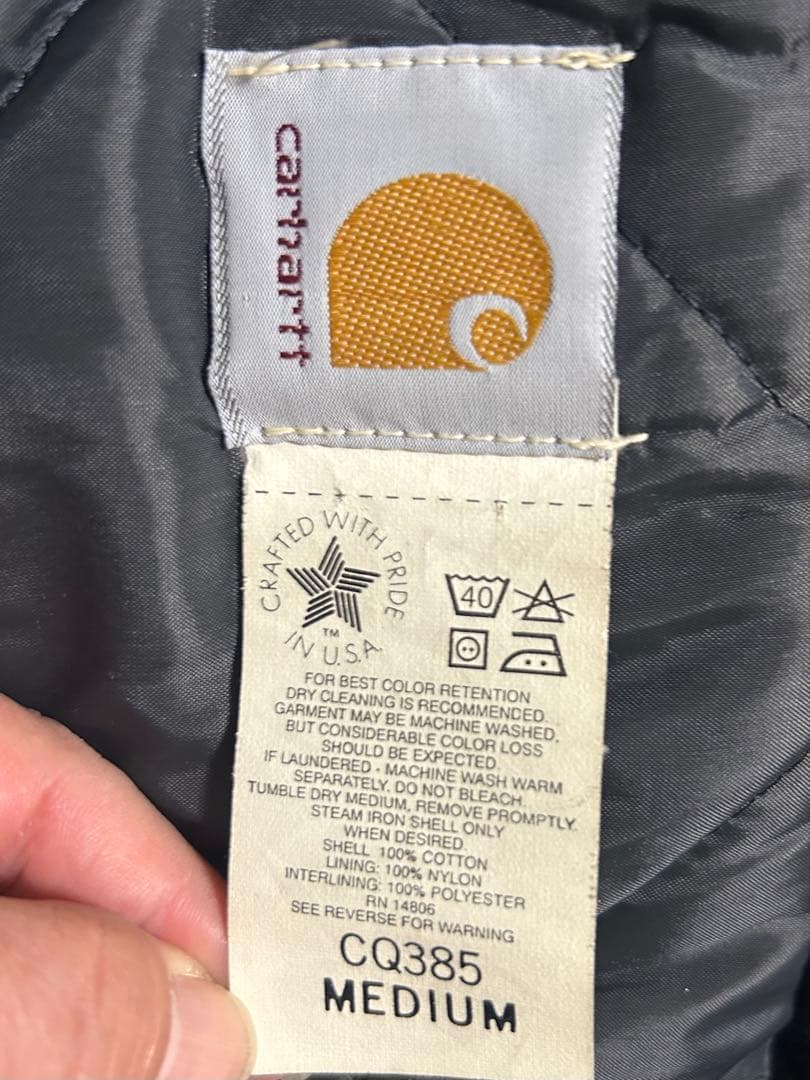 carhartt
CRAFTED WITH PRIDE
TM
IN U.S.A
40
FOR BEST COLOR RETENTION
DRY CLEANING IS RECOMMENDED.
GARMENT MAY BE MACHINE WASHED,
BUT CONSIDERABLE COLOR LOSS
SHOULD BE EXPECTED.
IF LAUNDERED - MACHINE WASH WARM
SEPARATELY. DO NOT BLEACH.
TUMBLE DRY MEDIUM, REMOVE PROMPTLY.
STEAM IRON SHELL ONLY
WHEN DESIRED.
SHELL 100% COTTON
LINING: 100% NYLON
INTERLINING: 100% POLYESTER
RN 14806
SEE REVERSE FOR WARNING
CQ385
MEDIUM